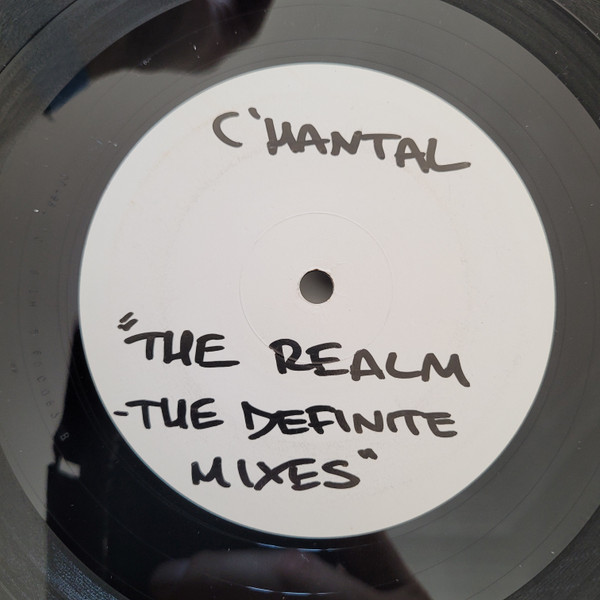 C'HANTAL
"THE REALM
-THE DEFINITE
MIXES"